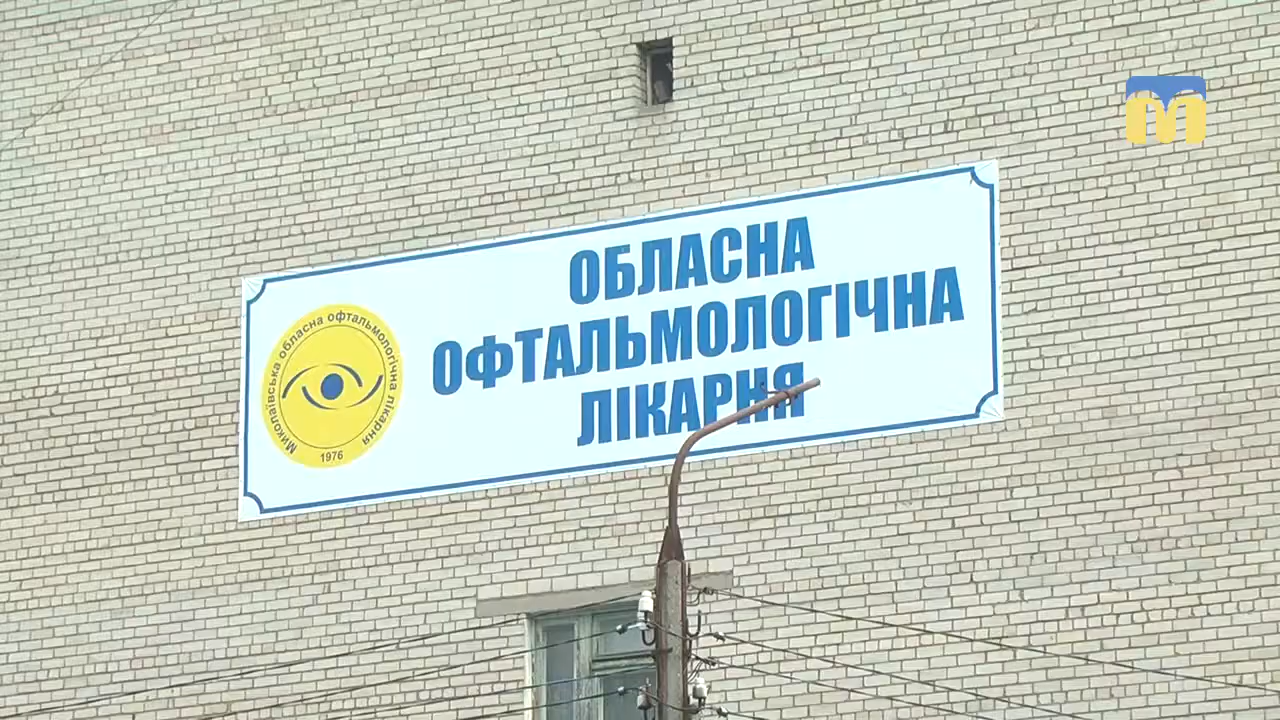 ОБЛАСНА
ОФТАЛЬМОЛОГІЧНА
ЛІКАРНЯ
Миколаївська обласна офтальмологічна лікарня
1976
m